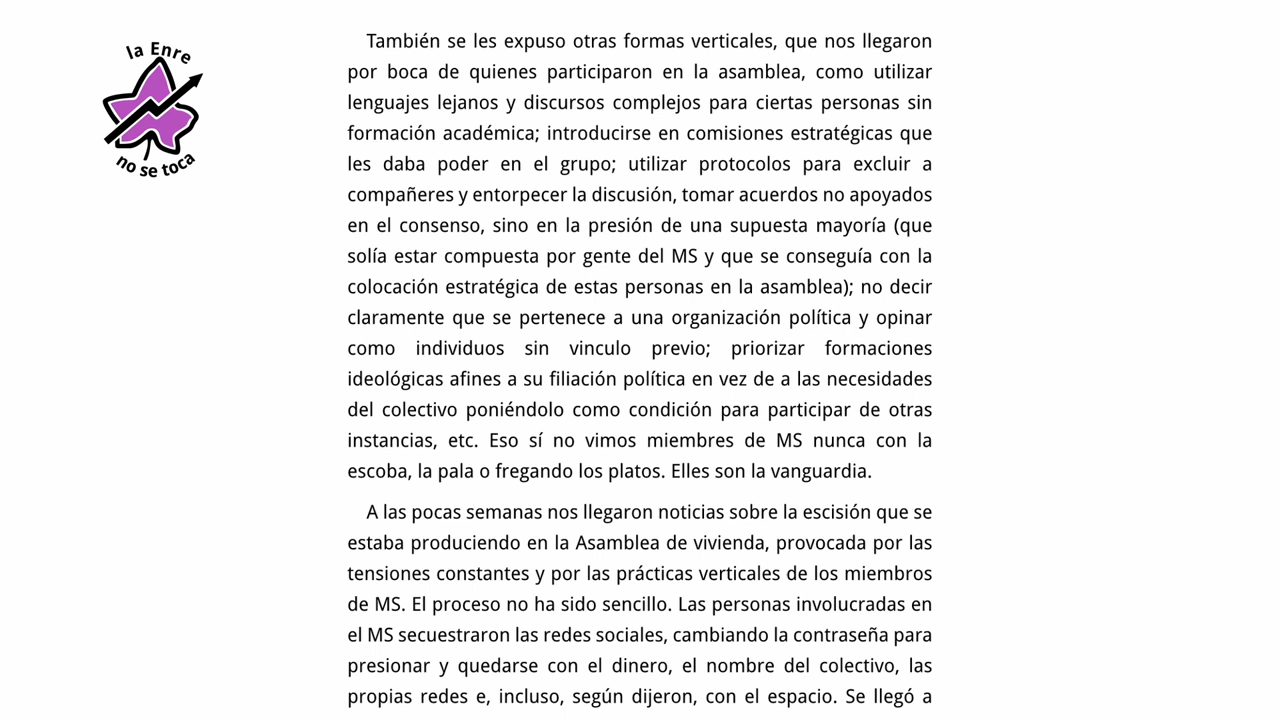 la Enre
no se toca
También se les expuso otras formas verticales, que nos llegaron
por boca de quienes participaron en la asamblea, como utilizar
lenguajes lejanos y discursos complejos para ciertas personas sin
formación académica; introducirse en comisiones estratégicas que
les daba poder en el grupo; utilizar protocolos para excluir a
compañeres y entorpecer la discusión, tomar acuerdos no apoyados
en el consenso, sino en la presión de una supuesta mayoría (que
solía estar compuesta por gente del MS y que se conseguía con la
colocación estratégica de estas personas en la asamblea); no decir
claramente que se pertenece a una organización política y opinar
como individuos sin vinculo previo; priorizar formaciones
ideológicas afines a su filiación política en vez de a las necesidades
del colectivo poniéndolo como condición para participar de otras
instancias, etc. Eso sí no vimos miembres de MS nunca con la
escoba, la pala o fregando los platos. Elles son la vanguardia.
A las pocas semanas nos llegaron noticias sobre la escisión que se
estaba produciendo en la Asamblea de vivienda, provocada por las
tensiones constantes y por las prácticas verticales de los miembros
de MS. El proceso no ha sido sencillo. Las personas involucradas en
el MS secuestraron las redes sociales, cambiando la contraseña para
presionar y quedarse con el dinero, el nombre del colectivo, las
propias redes e, incluso, según dijeron, con el espacio. Se llegó a